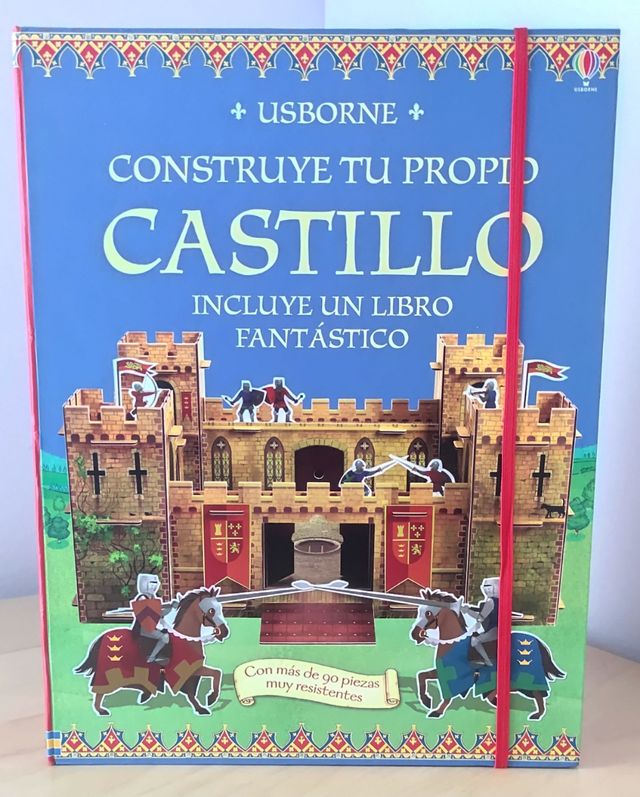 USBORNE
USBORNE
CONSTRUYE TU PROPIO
CASTILLO
INCLUYE UN LIBRO
FANTÁSTICO
Con más de 90 piezas
muy resistentes